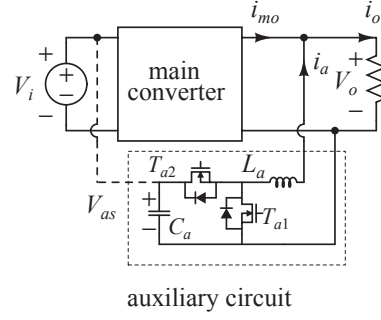 i_mo
i_o
+
+
−
V_i
−
main
converter
i_a
+
V_o
−
T_a2
L_a
V_as
+
−
C_a
T_a1
auxiliary circuit